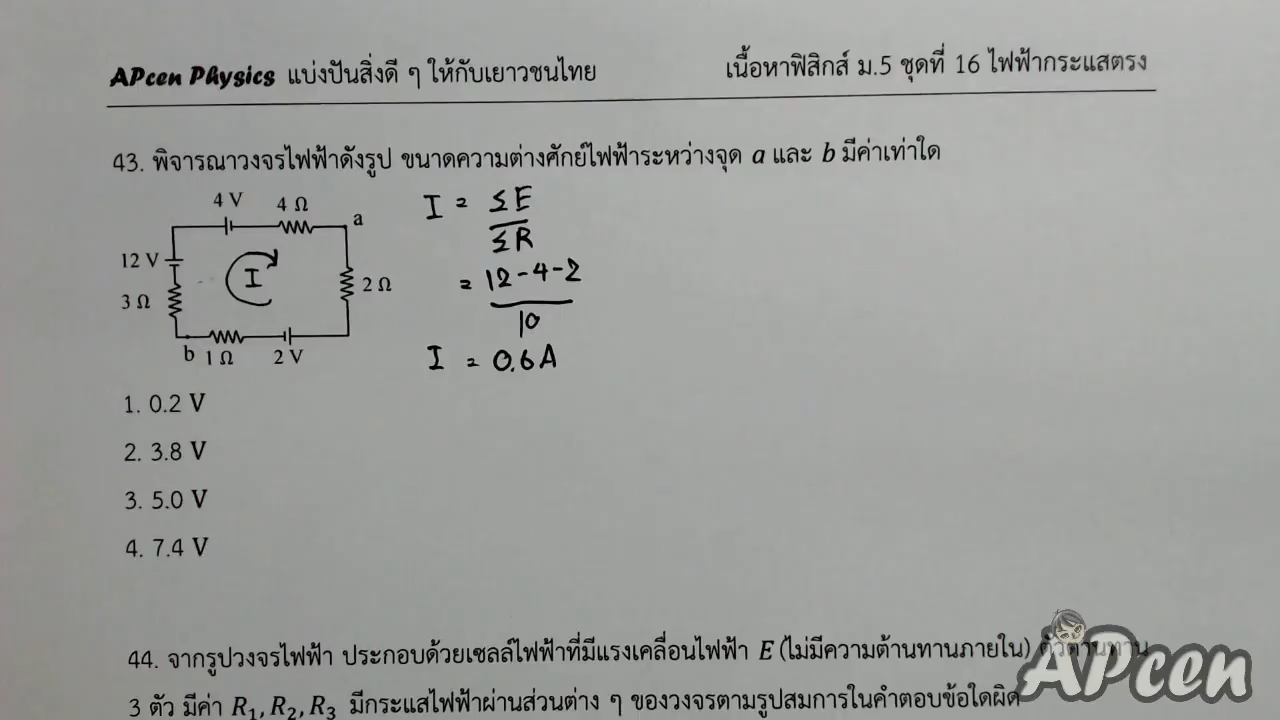 APcen Physics แบ่งปันสิ่งดี ๆ ให้กับเยาวชนไทย
เนื้อหาฟิสิกส์ ม.5 ชุดที่ 16 ไฟฟ้ากระแสตรง
43. พิจารณาวงจรไฟฟ้าดังรูป ขนาดความต่างศักย์ไฟฟ้าระหว่างจุด a และ b มีค่าเท่าใด
4 V 4 Ω a
12 V
3 Ω
I
2 Ω
b 1 Ω 2 V
I = ΣE
ΣR
= 12-4-2
10
I = 0.6A
1. 0.2 V
2. 3.8 V
3. 5.0 V
4. 7.4 V
44. จากรูปวงจรไฟฟ้า ประกอบด้วยเซลล์ไฟฟ้าที่มีแรงเคลื่อนไฟฟ้า E (ไม่มีความต้านทานภายใน) ตัวต้านทาน
3 ตัว มีค่า R₁, R₂, R₃ มีกระแสไฟฟ้าผ่านส่วนต่าง ๆ ของวงจรตามรูปสมการในคำตอบข้อใดผิด
APcen